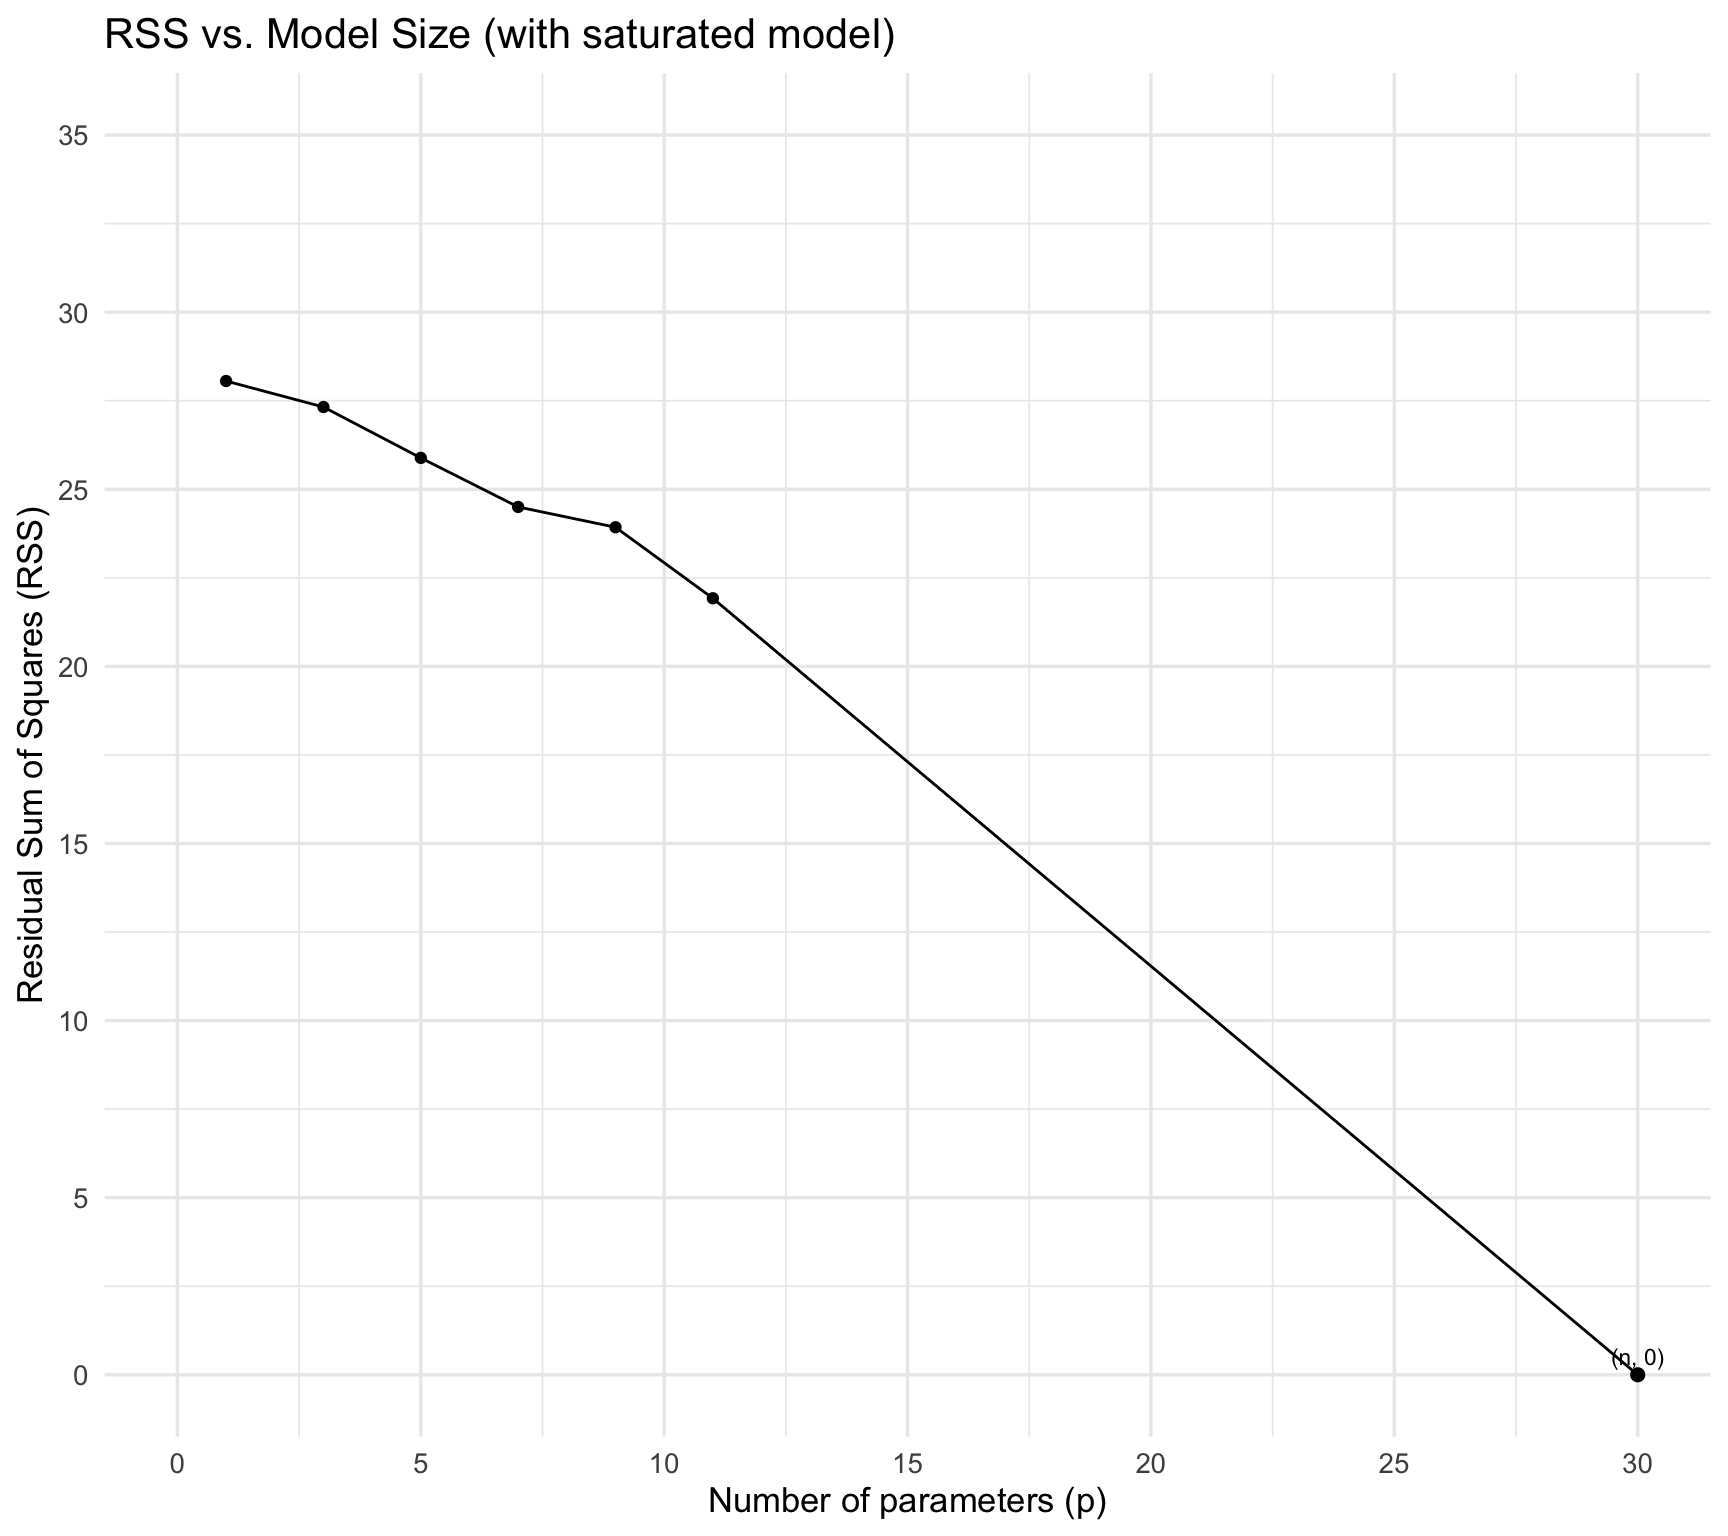 RSS vs. Model Size (with saturated model)
Residual Sum of Squares (RSS)
35
30
25
20
15
10
5
0
(n, 0)
0 5 10 15 20 25 30
Number of parameters (p)